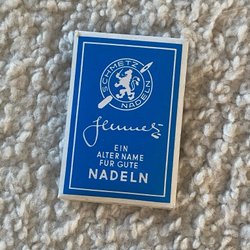 SCHMETZ
NADELN
Schmetz
EIN
ALTER NAME
FÜR GUTE
NADELN